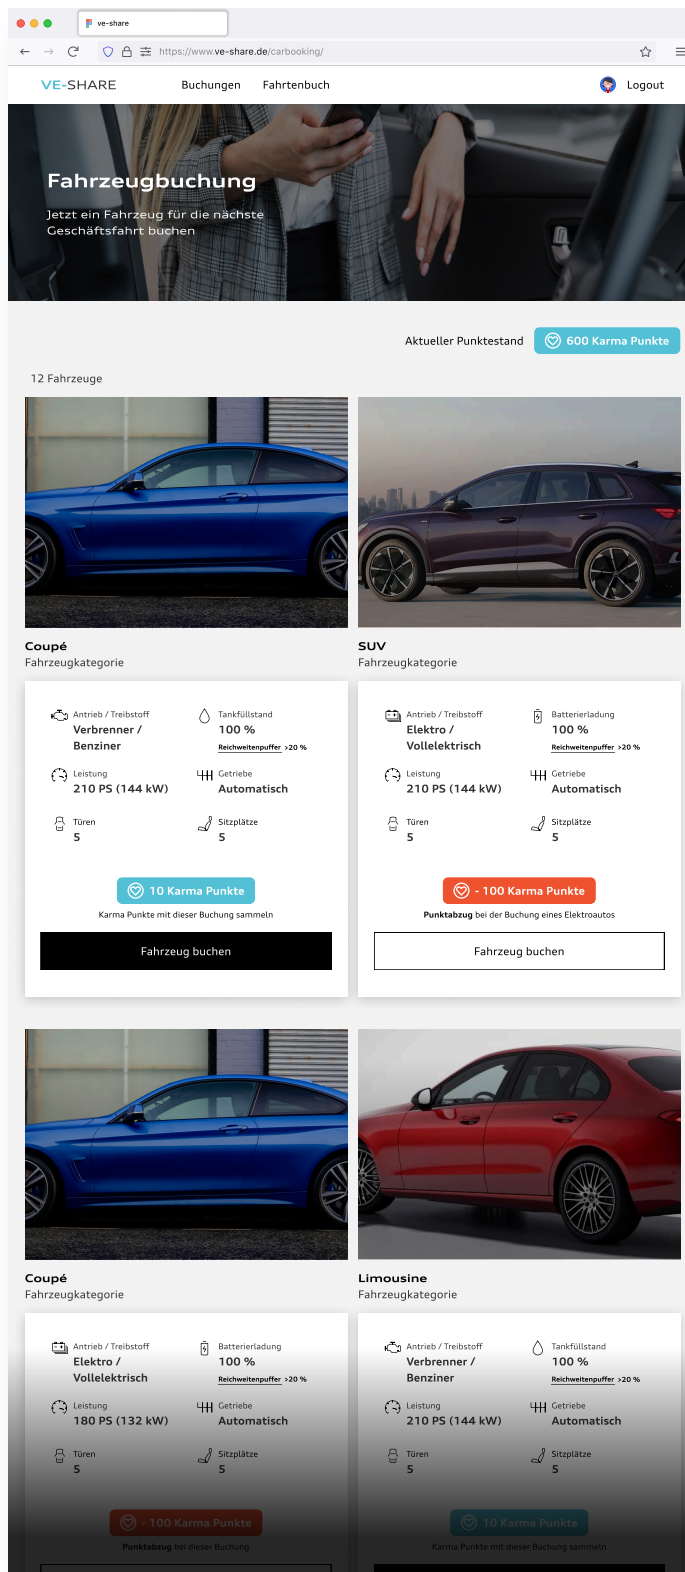 ve-share
https://www.ve-share.de/carbooking/
VE-SHARE Buchungen Fahrtenbuch Logout
Fahrzeugbuchung
Jetzt ein Fahrzeug für die nächste
Geschäftsfahrt buchen
Aktueller Punktestand 600 Karma Punkte
12 Fahrzeuge
Coupé
Fahrzeugkategorie
Antrieb / Treibstoff
Verbrenner /
Benziner
Tankfüllstand
100 %
Reichweitenpuffer >20 %
Leistung
210 PS (144 kW)
Getriebe
Automatisch
Türen
5
Sitzplätze
5
10 Karma Punkte
Karma Punkte mit dieser Buchung sammeln
Fahrzeug buchen
SUV
Fahrzeugkategorie
Antrieb / Treibstoff
Elektro /
Vollelektrisch
Batterieladung
100 %
Reichweitenpuffer >20 %
Leistung
210 PS (144 kW)
Getriebe
Automatisch
Türen
5
Sitzplätze
5
- 100 Karma Punkte
Punktabzug bei der Buchung eines Elektroautos
Fahrzeug buchen
Coupé
Fahrzeugkategorie
Antrieb / Treibstoff
Elektro /
Vollelektrisch
Batterieladung
100 %
Reichweitenpuffer >20 %
Leistung
180 PS (132 kW)
Getriebe
Automatisch
Türen
5
Sitzplätze
5
- 100 Karma Punkte
Punktabzug bei dieser Buchung
Limousine
Fahrzeugkategorie
Antrieb / Treibstoff
Verbrenner /
Benziner
Tankfüllstand
100 %
Reichweitenpuffer >20 %
Leistung
210 PS (144 kW)
Getriebe
Automatisch
Türen
5
Sitzplätze
5
10 Karma Punkte
Karma Punkte mit dieser Buchung sammeln